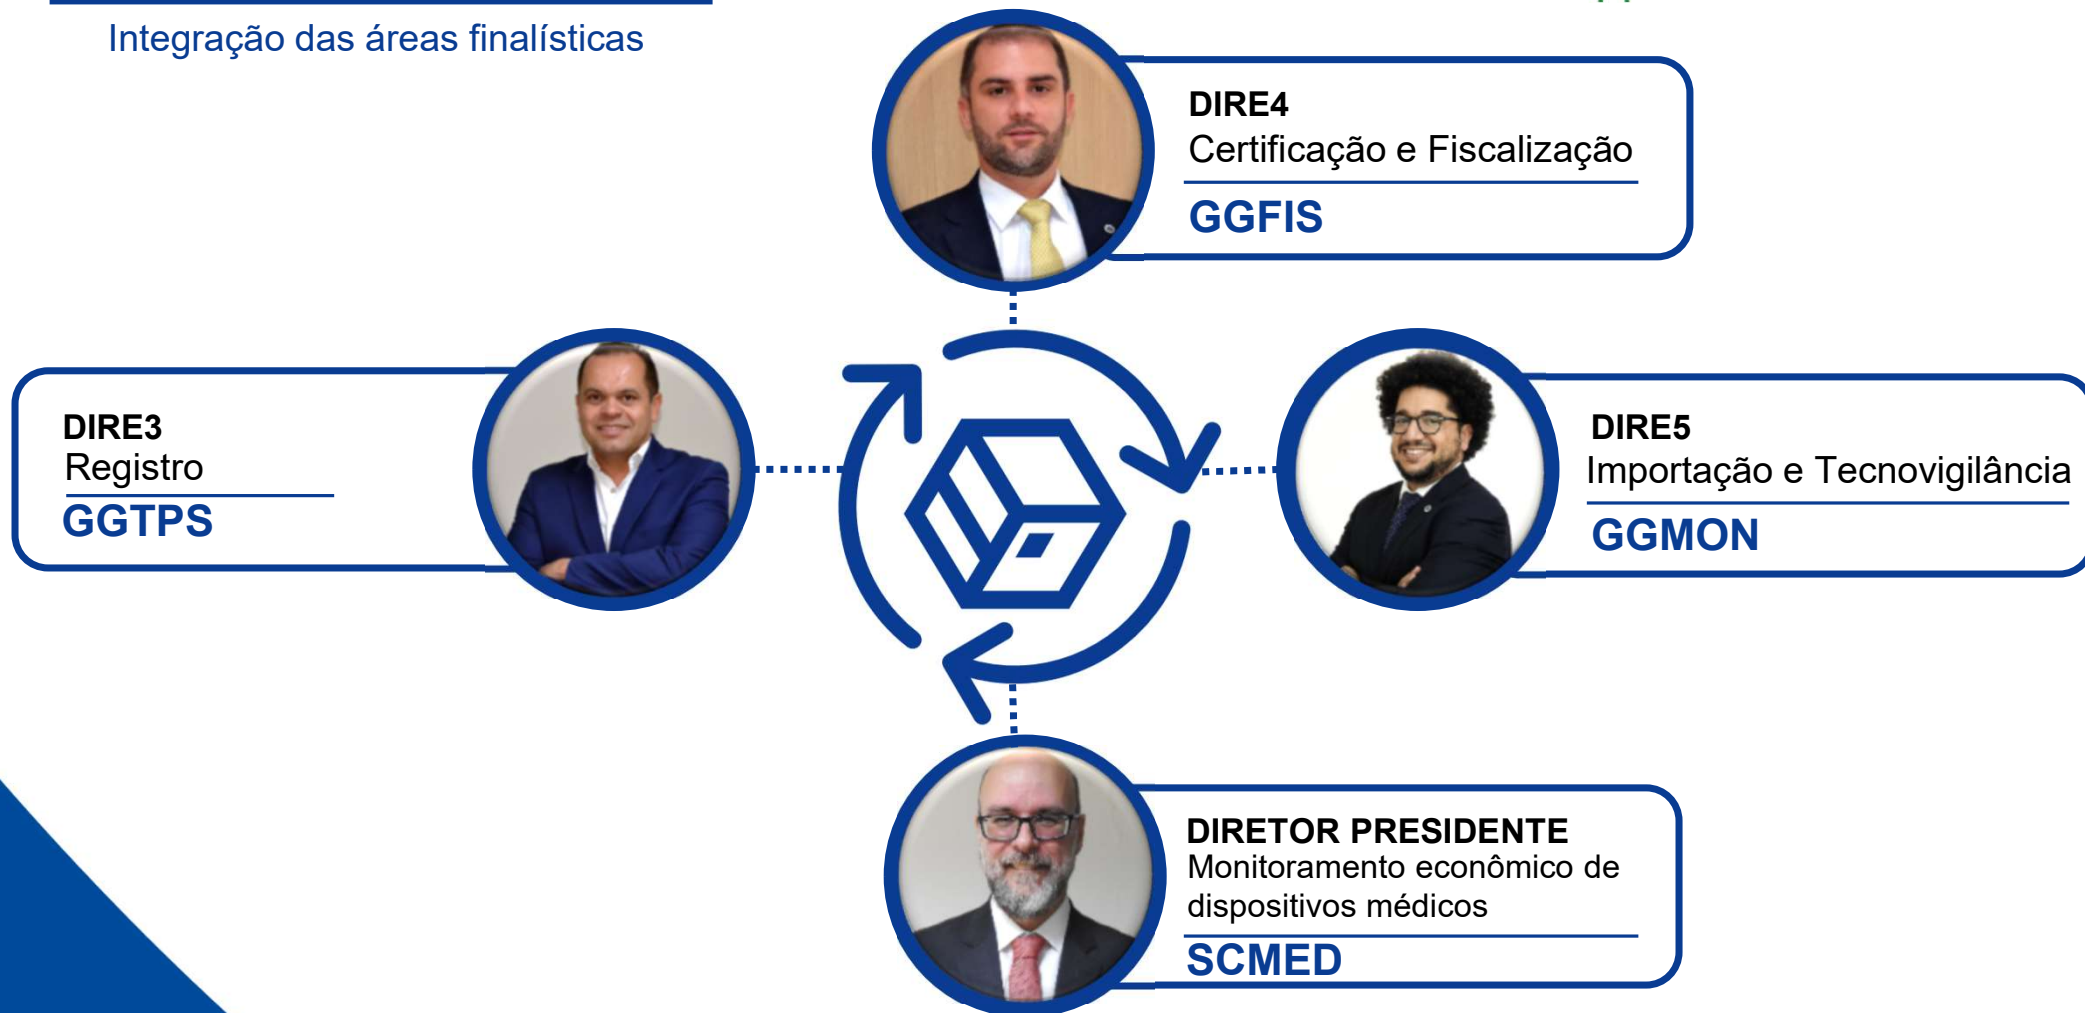 Integração das áreas finalísticas
DIRE4
Certificação e Fiscalização
GGFIS
DIRE3
Registro
GGTPS
DIRE5
Importação e Tecnovigilância
GGMON
DIRETOR PRESIDENTE
Monitoramento econômico de
dispositivos médicos
SCMED